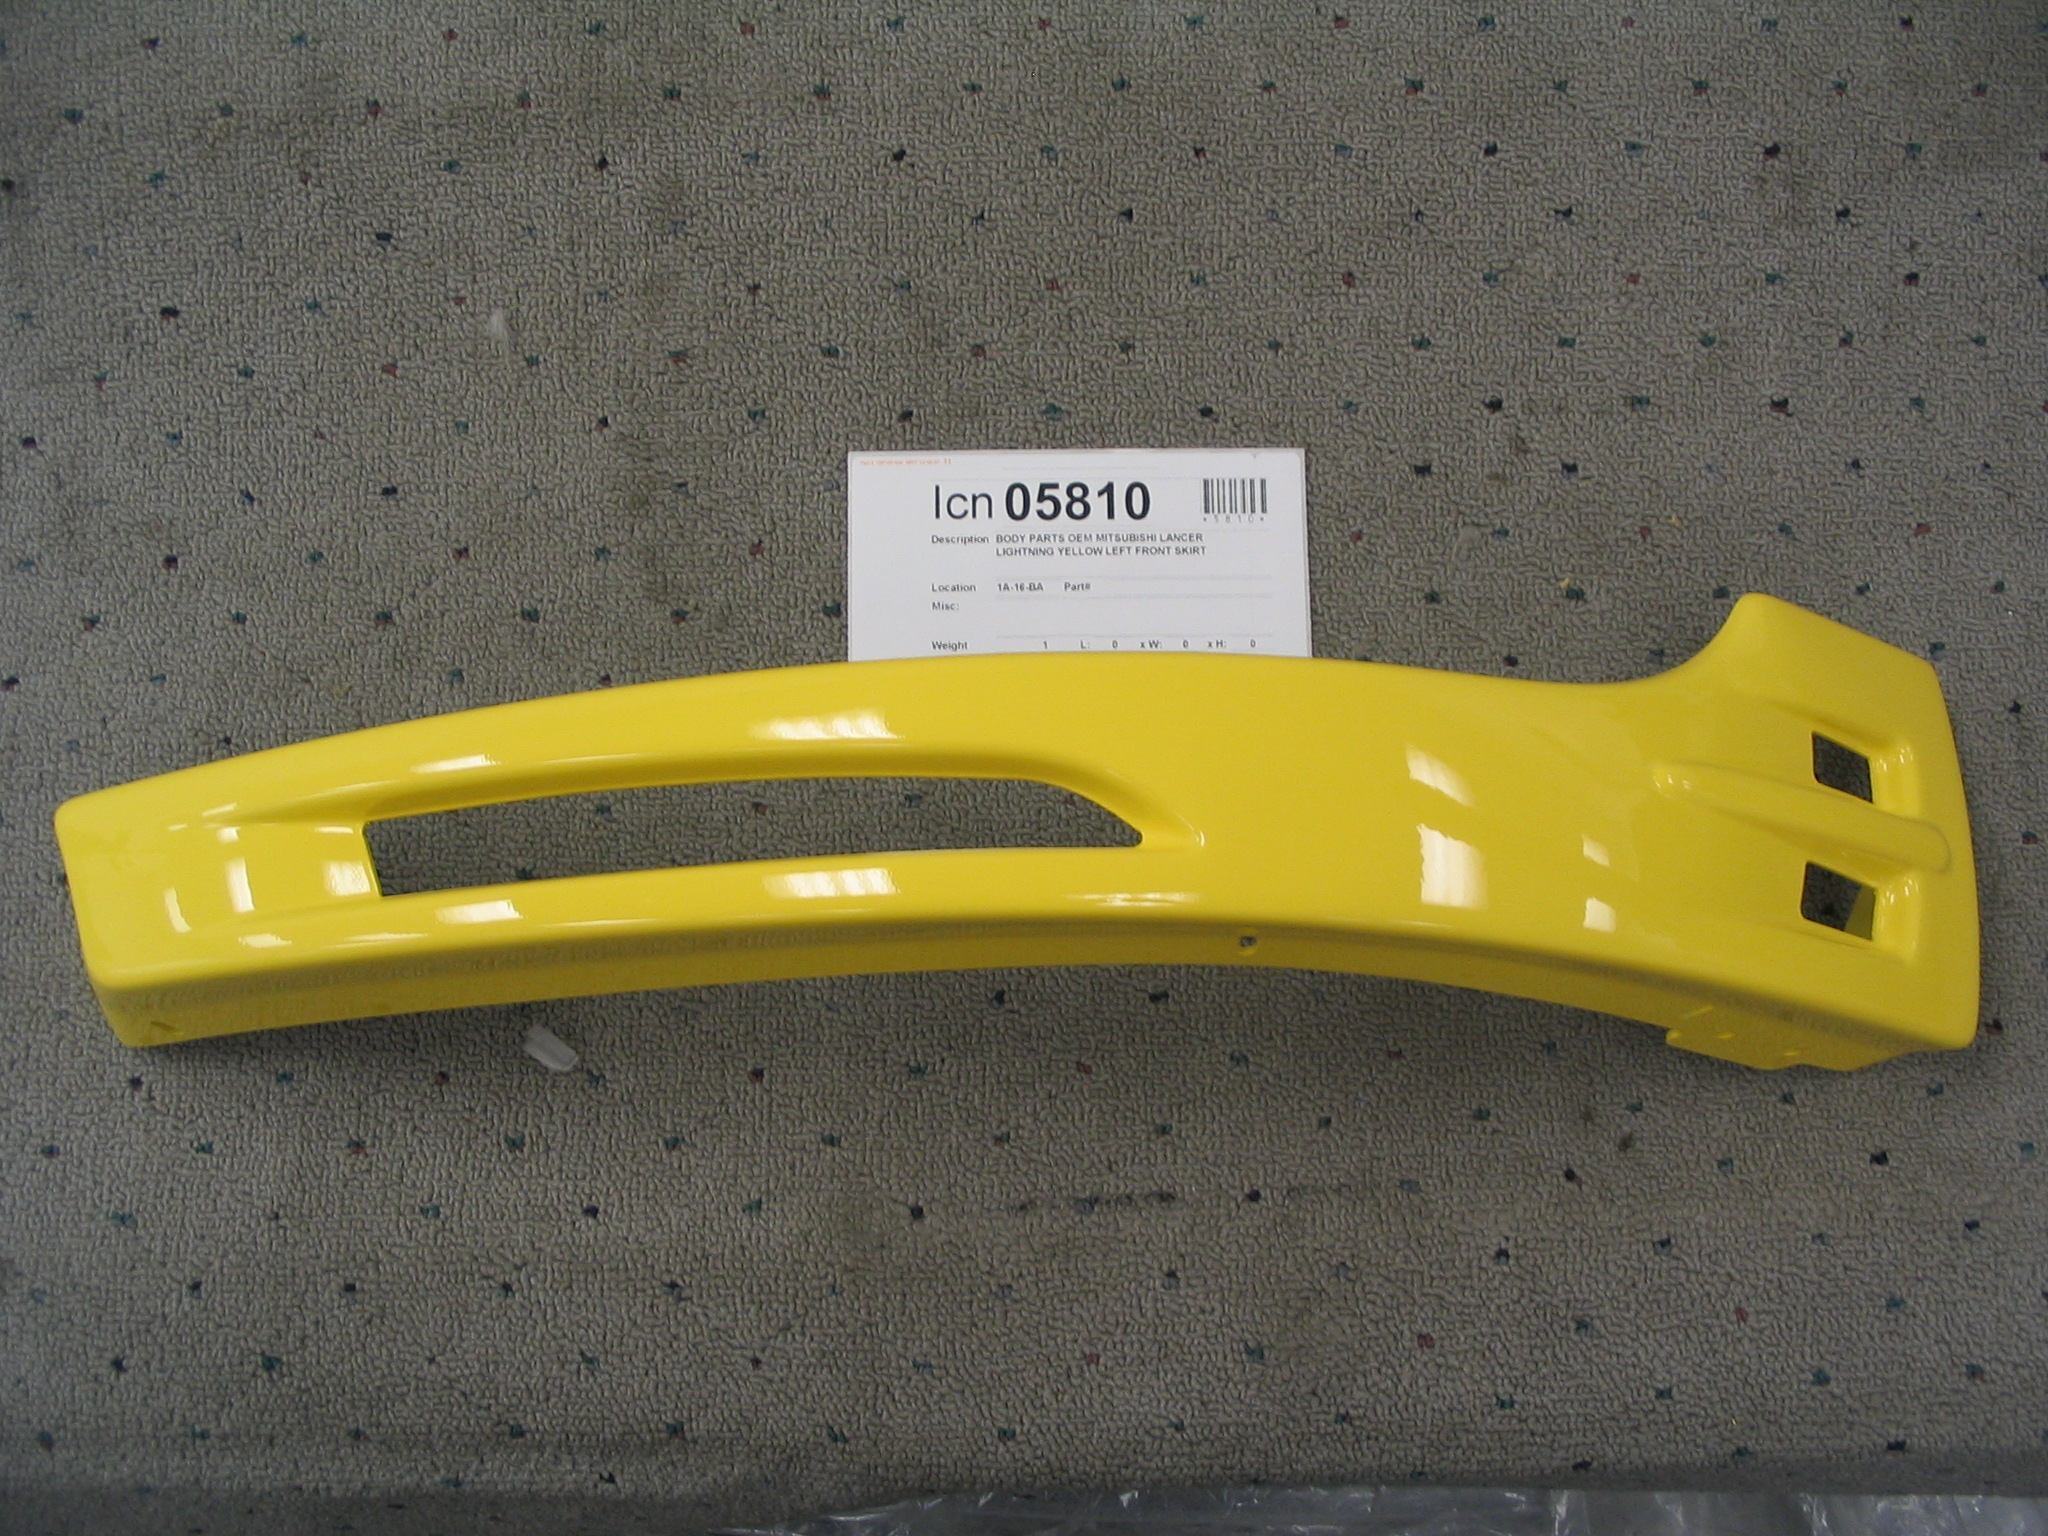 lcn 05810
*5810*
Description BODY PARTS OEM MITSUBISHI LANCER
LIGHTNING YELLOW LEFT FRONT SKIRT
Location 1A-16-BA Part#
Misc:
Weight 1 L: 0 x W: 0 x H: 0